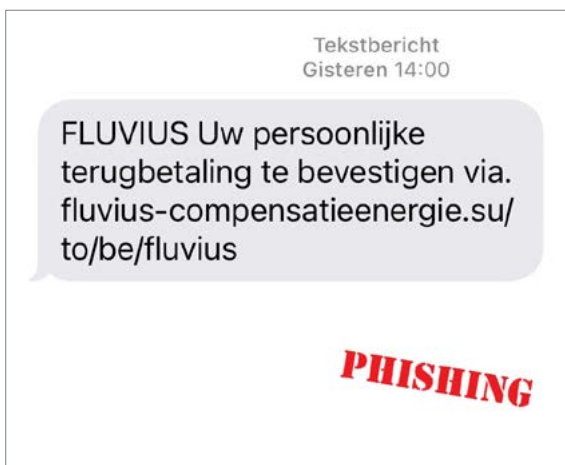 Tekstbericht
Gisteren 14:00
FLUVIUS Uw persoonlijke
terugbetaling te bevestigen via.
fluvius-compensatieenergie.su/
to/be/fluvius
PHISHING